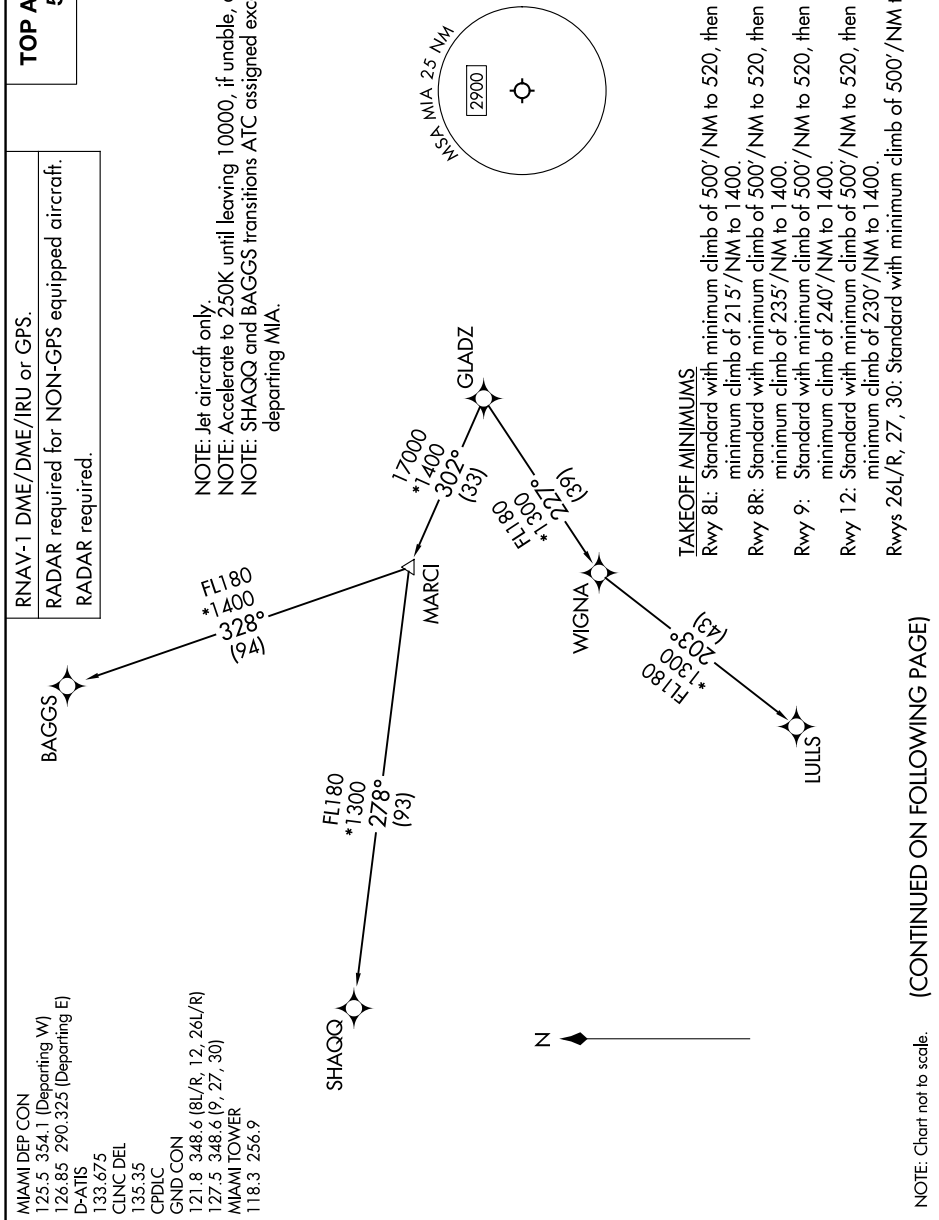 MIAMI DEP CON
125.5 354.1 (Departing W)
126.85 290.325 (Departing E)
D-ATIS
133.675
CLNC DEL
135.35
CPDLC
GND CON
121.8 348.6 (8L/R, 12, 26L/R)
127.5 348.6 (9, 27, 30)
MIAMI TOWER
118.3 256.9
RNAV-1 DME/DME/IRU or GPS.
RADAR required for NON-GPS equipped aircraft.
RADAR required.
TOP A
NOTE: Jet aircraft only.
NOTE: Accelerate to 250K until leaving 10000, if unable,
NOTE: SHAQQ and BAGGS transitions ATC assigned exc
departing MIA.
BAGGS
FL180
*1400
328°
(94)
MSA MIA 25 NM
2900
SHAQQ
FL180
*1300
278°
(93)
MARCI
17000
*1400
302°
(33)
GLADZ
FL180
*1300
227°
(39)
WIGNA
FL180
*1300
203°
(43)
LULLS
N
TAKEOFF MINIMUMS
Rwy 8L: Standard with minimum climb of 500'/NM to 520, then
minimum climb of 215'/NM to 1400.
Rwy 8R: Standard with minimum climb of 500'/NM to 520, then
minimum climb of 235'/NM to 1400.
Rwy 9: Standard with minimum climb of 500'/NM to 520, then
minimum climb of 240'/NM to 1400.
Rwy 12: Standard with minimum climb of 500'/NM to 520, then
minimum climb of 230'/NM to 1400.
Rwys 26L/R, 27, 30: Standard with minimum climb of 500'/NM
NOTE: Chart not to scale.
(CONTINUED ON FOLLOWING PAGE)